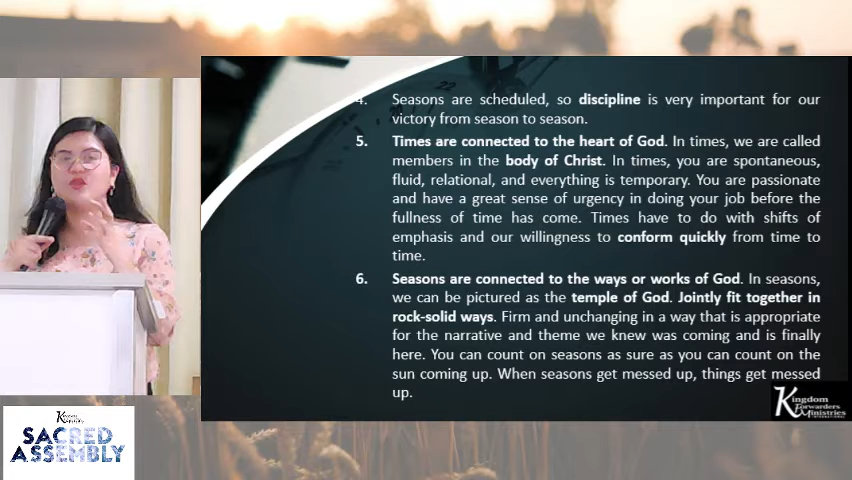 4. Seasons are scheduled, so discipline is very important for our
victory from season to season.
5. Times are connected to the heart of God. In times, we are called
members in the body of Christ. In times, you are spontaneous,
fluid, relational, and everything is temporary. You are passionate
and have a great sense of urgency in doing your job before the
fullness of time has come. Times have to do with shifts of
emphasis and our willingness to conform quickly from time to
time.
6. Seasons are connected to the ways or works of God. In seasons,
we can be pictured as the temple of God. Jointly fit together in
rock-solid ways. Firm and unchanging in a way that is appropriate
for the narrative and theme we knew was coming and is finally
here. You can count on seasons as sure as you can count on the
sun coming up. When seasons get messed up, things get messed
up.
Kingdom
Forwarders
Ministries
SACRED
ASSEMBLY